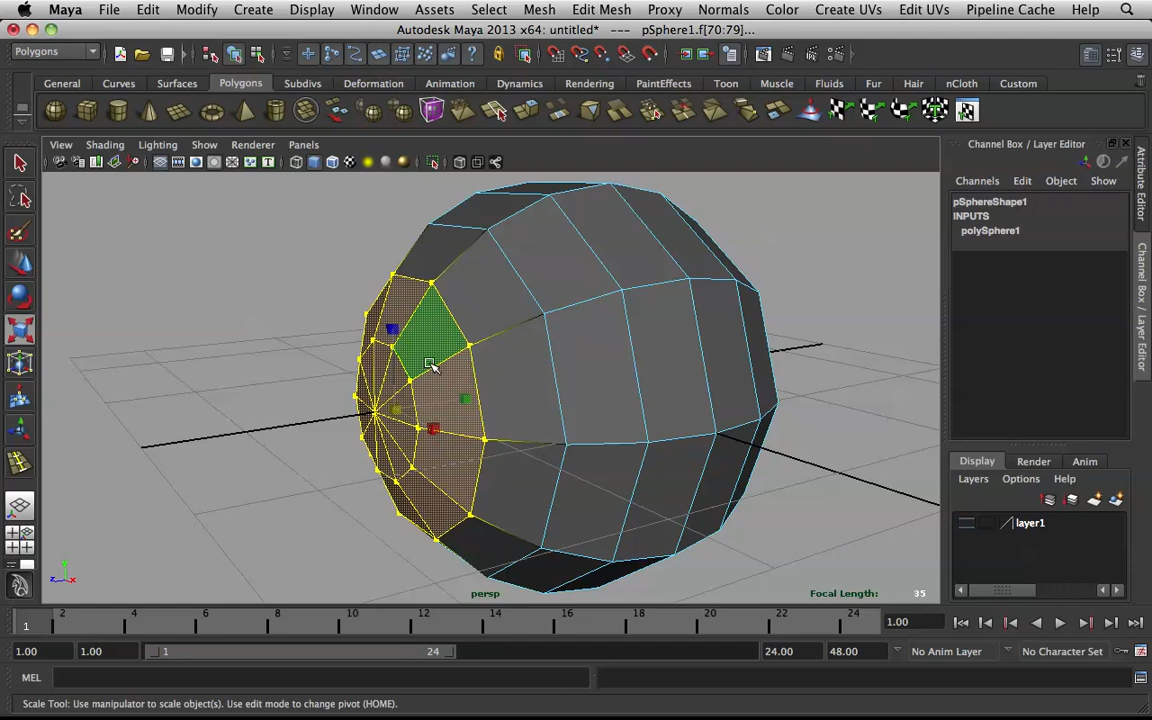 Maya File Edit Modify Create Display Window Assets Select Mesh Edit Mesh Proxy Normals Color Create UVs Edit UVs Pipeline Cache Help
Autodesk Maya 2013 x64: untitled* --- pSphere1.f[70:79]...
Polygons
General Curves Surfaces Polygons Subdivs Deformation Animation Dynamics Rendering PaintEffects Toon Muscle Fluids Fur Hair nCloth Custom
View Shading Lighting Show Renderer Panels
Channel Box / Layer Editor
Channels Edit Object Show
pSphereShape1
INPUTS
polySphere1
Attribute Editor
Channel Box / Layer Editor
Display Render Anim
Layers Options Help
layer1
persp
Focal Length: 35
y
z x
1 2 4 6 8 10 12 14 16 18 20 22 24 1.00
1.00 1.00 1 24 24.00 48.00 No Anim Layer No Character Set
MEL
Scale Tool: Use manipulator to scale object(s). Use edit mode to change pivot (HOME).